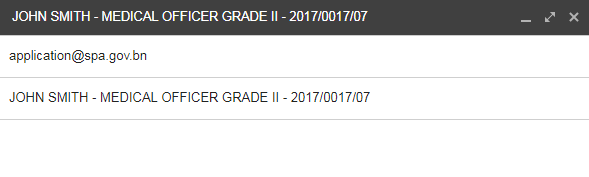 JOHN SMITH - MEDICAL OFFICER GRADE II - 2017/0017/07
application@spa.gov.bn
JOHN SMITH - MEDICAL OFFICER GRADE II - 2017/0017/07